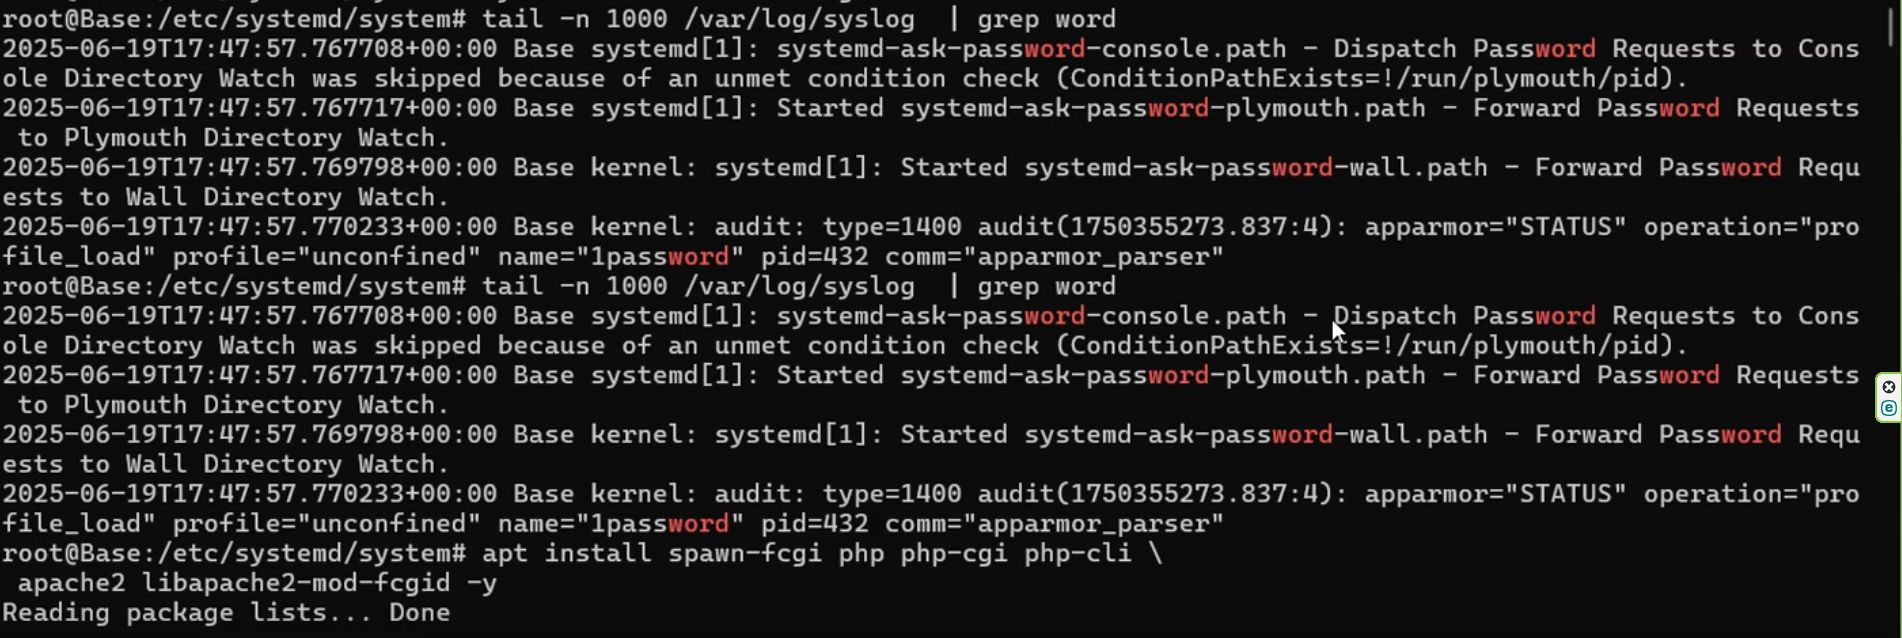 root@Base:/etc/systemd/system# tail -n 1000 /var/log/syslog  | grep word
2025-06-19T17:47:57.767708+00:00 Base systemd[1]: systemd-ask-password-console.path - Dispatch Password Requests to Cons
ole Directory Watch was skipped because of an unmet condition check (ConditionPathExists=!/run/plymouth/pid).
2025-06-19T17:47:57.767717+00:00 Base systemd[1]: Started systemd-ask-password-plymouth.path - Forward Password Requests
 to Plymouth Directory Watch.
2025-06-19T17:47:57.769798+00:00 Base kernel: systemd[1]: Started systemd-ask-password-wall.path - Forward Password Requ
ests to Wall Directory Watch.
2025-06-19T17:47:57.770233+00:00 Base kernel: audit: type=1400 audit(1750355273.837:4): apparmor="STATUS" operation="pro
file_load" profile="unconfined" name="1password" pid=432 comm="apparmor_parser"
root@Base:/etc/systemd/system# tail -n 1000 /var/log/syslog  | grep word
2025-06-19T17:47:57.767708+00:00 Base systemd[1]: systemd-ask-password-console.path - Dispatch Password Requests to Cons
ole Directory Watch was skipped because of an unmet condition check (ConditionPathExists=!/run/plymouth/pid).
2025-06-19T17:47:57.767717+00:00 Base systemd[1]: Started systemd-ask-password-plymouth.path - Forward Password Requests
 to Plymouth Directory Watch.
2025-06-19T17:47:57.769798+00:00 Base kernel: systemd[1]: Started systemd-ask-password-wall.path - Forward Password Requ
ests to Wall Directory Watch.
2025-06-19T17:47:57.770233+00:00 Base kernel: audit: type=1400 audit(1750355273.837:4): apparmor="STATUS" operation="pro
file_load" profile="unconfined" name="1password" pid=432 comm="apparmor_parser"
root@Base:/etc/systemd/system# apt install spawn-fcgi php php-cgi php-cli \
 apache2 libapache2-mod-fcgid -y
Reading package lists... Done